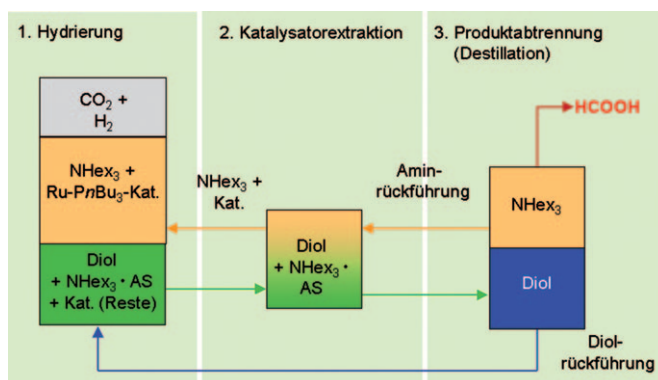 1. Hydrierung
2. Katalysatorextraktion
3. Produktabtrennung
(Destillation)
CO2 +
H2
NHex3 +
Ru-PnBu3-Kat.
Diol
+ NHex3 · AS
+ Kat. (Reste)
NHex3 +
Kat.
Diol
+ NHex3 ·
AS
Amin-
rückführung
HCOOH
NHex3
Diol
Diol-
rückführung